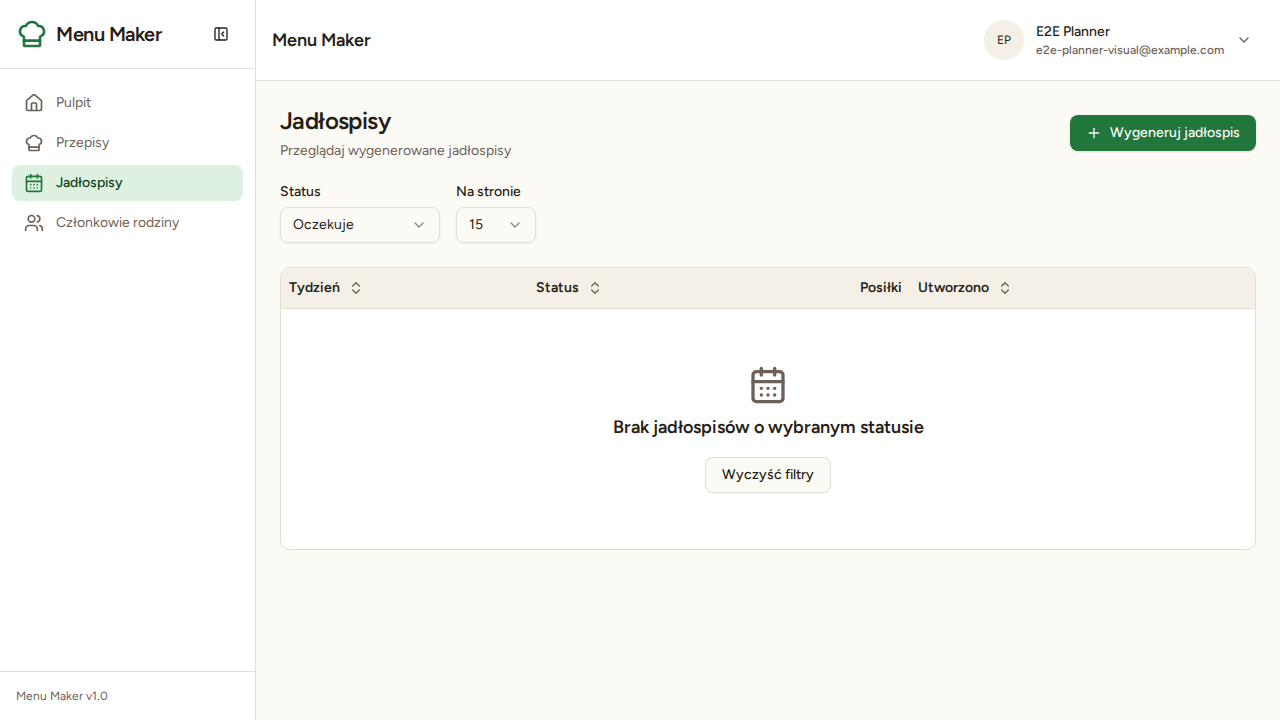 Menu Maker
Menu Maker
EP
E2E Planner
e2e-planner-visual@example.com
Pulpit
Przepisy
Jadłospisy
Członkowie rodziny
Jadłospisy
Przeglądaj wygenerowane jadłospisy
Wygeneruj jadłospis
Status
Na stronie
Oczekuje
15
Tydzień
Status
Posiłki
Utworzono
Brak jadłospisów o wybranym statusie
Wyczyść filtry
Menu Maker v1.0